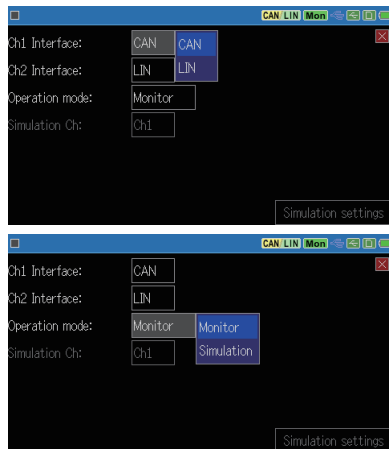 CAN LIN Mon
Ch1 Interface: CAN CAN
Ch2 Interface: LIN LIN
Operation mode: Monitor
Simulation Ch: Ch1
Simulation settings
CAN LIN Mon
Ch1 Interface: CAN
Ch2 Interface: LIN
Operation mode: Monitor Monitor
Simulation Ch: Ch1 Simulation
Simulation settings